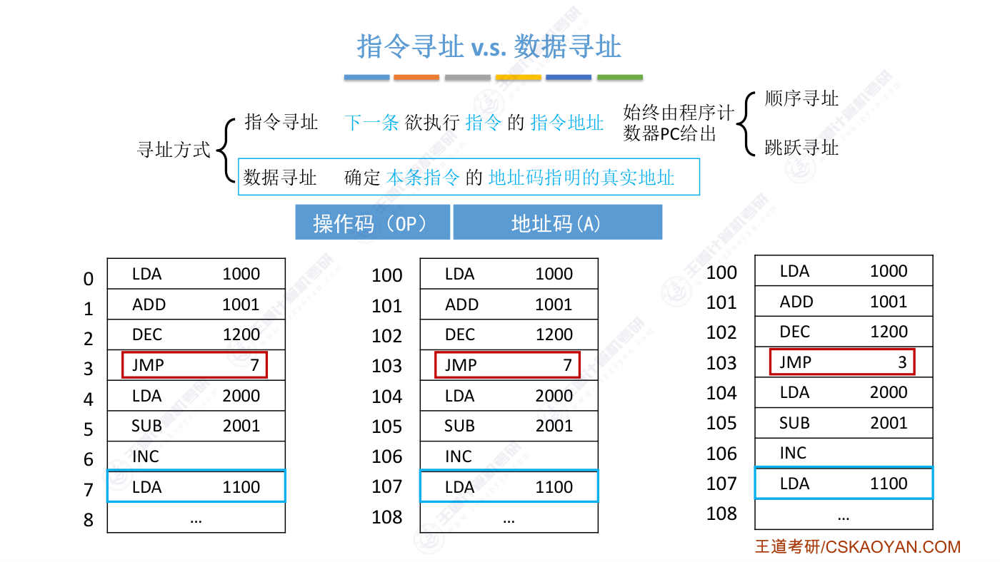 指令寻址 v.s. 数据寻址
寻址方式
指令寻址 下一条 欲执行 指令 的 指令地址
始终由程序计
数器PC给出
顺序寻址
跳跃寻址
数据寻址 确定 本条指令 的 地址码指明的真实地址
操作码（OP） 地址码(A)
0 LDA 1000
1 ADD 1001
2 DEC 1200
3 JMP 7
4 LDA 2000
5 SUB 2001
6 INC
7 LDA 1100
8 …
100 LDA 1000
101 ADD 1001
102 DEC 1200
103 JMP 7
104 LDA 2000
105 SUB 2001
106 INC
107 LDA 1100
108 …
100 LDA 1000
101 ADD 1001
102 DEC 1200
103 JMP 3
104 LDA 2000
105 SUB 2001
106 INC
107 LDA 1100
108 …
王道考研/CSKAOYAN.COM